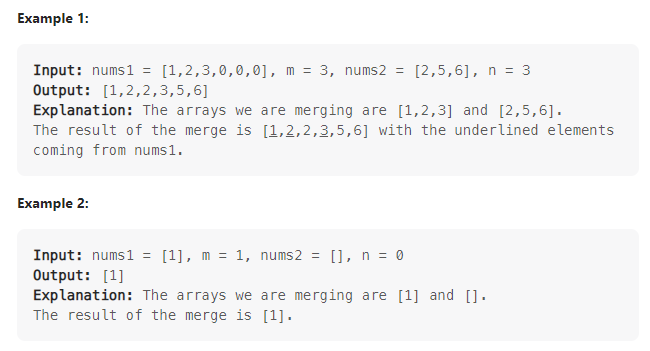 Example 1:
Input: nums1 = [1,2,3,0,0,0], m = 3, nums2 = [2,5,6], n = 3
Output: [1,2,2,3,5,6]
Explanation: The arrays we are merging are [1,2,3] and [2,5,6].
The result of the merge is [1,2,2,3,5,6] with the underlined elements
coming from nums1.
Example 2:
Input: nums1 = [1], m = 1, nums2 = [], n = 0
Output: [1]
Explanation: The arrays we are merging are [1] and [].
The result of the merge is [1].